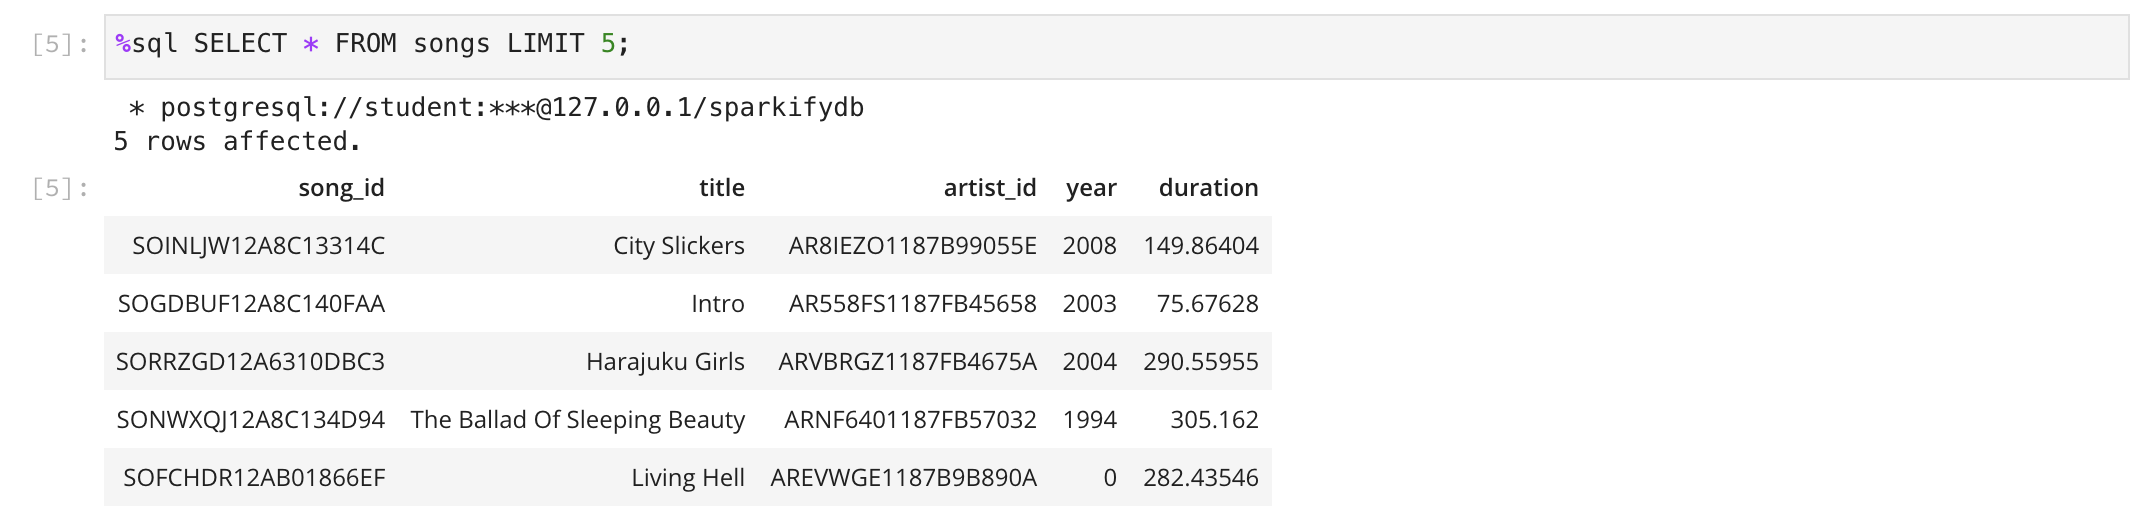 [5]: %sql SELECT * FROM songs LIMIT 5;
* postgresql://student:***@127.0.0.1/sparkifydb
5 rows affected.
[5]: song_id title artist_id year duration
SOINLJW12A8C13314C City Slickers AR8IEZO1187B99055E 2008 149.86404
SOGDBUF12A8C140FAA Intro AR558FS1187FB45658 2003 75.67628
SORRZGD12A6310DBC3 Harajuku Girls ARVBRGZ1187FB4675A 2004 290.55955
SONWXQJ12A8C134D94 The Ballad Of Sleeping Beauty ARNF6401187FB57032 1994 305.162
SOFCHDR12AB01866EF Living Hell AREVWGE1187B9B890A 0 282.43546